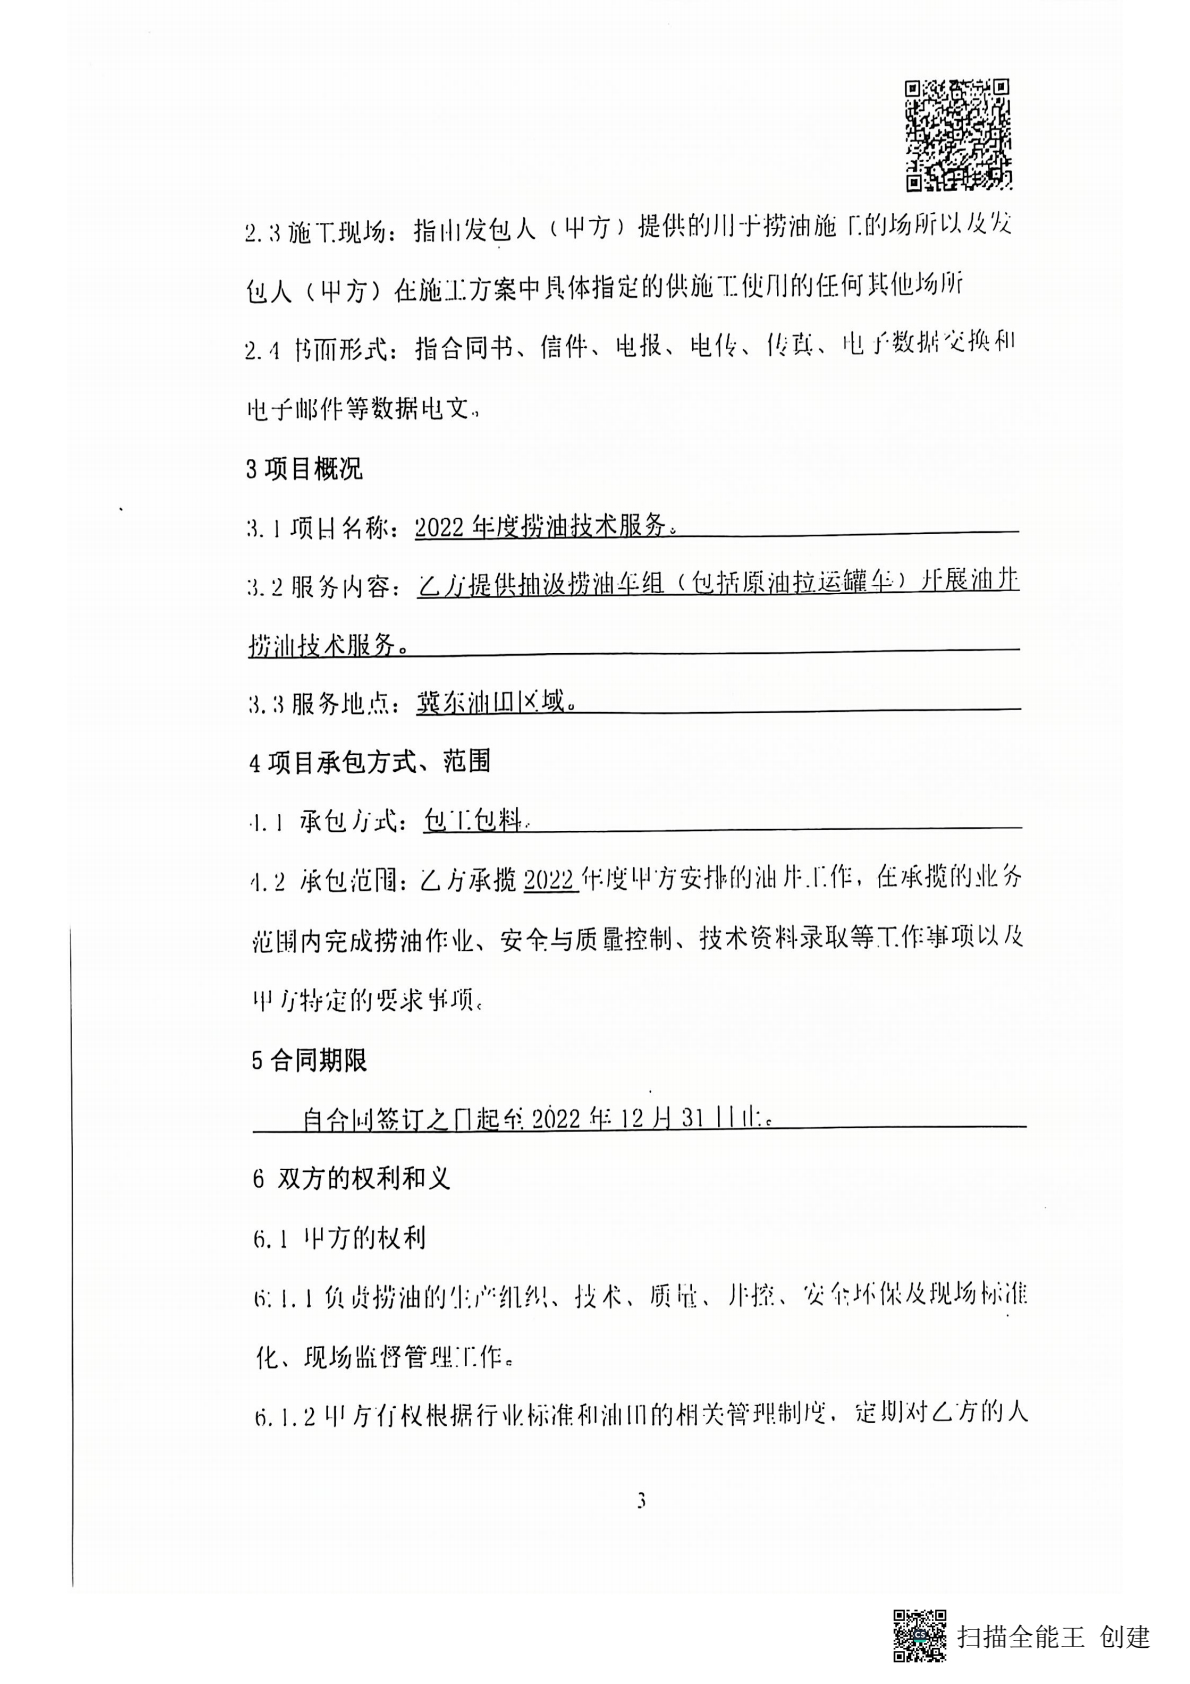 2.3施工现场：指由发包人（甲方）提供的用于捞油施工的场所以及发
包人（甲方）在施工方案中具体指定的供施工使用的任何其他场所
2.4 书面形式：指合同书、信件、电报、电传、传真、电子数据交换和
电子邮件等数据电文。
3项目概况
3.1项目名称：2022年度捞油技术服务。
3.2服务内容：乙方提供抽汲捞油车组（包括原油拉运罐车）开展油井
捞油技术服务。
3.3服务地点：冀东油田区域。
4项目承包方式、范围
4.1 承包方式：包工包料。
4.2 承包范围：乙方承揽2022年度甲方安排的油井工作，在承揽的业务
范围内完成捞油作业、安全与质量控制、技术资料录取等工作事项以及
甲方特定的要求事项。
5合同期限
自合同签订之日起至2022年12月31日止。
6 双方的权利和义
6.1 甲方的权利
6.1.1负责捞油的生产组织、技术、质量、井控、安全环保及现场标准
化、现场监督管理工作。
6.1.2甲方有权根据行业标准和油田的相关管理制度，定期对乙方的人
3
扫描全能王 创建